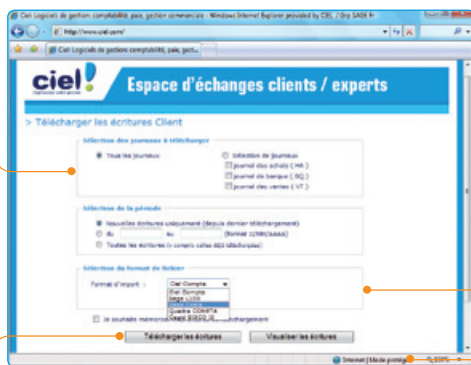 Ciel Logiciels de gestion comptabilité, paie, gestion commerciale - Windows Internet Explorer provided by CIEL / Grp SAGE Fr
http://www.ciel.com/
Ciel Logiciels de gestion comptabilité, paie, gest...
ciel!
Espace d'échanges clients / experts
> Télécharger les écritures Client
Sélection des journaux à télécharger
Tous les journaux
Sélection de journaux
journal des achats ( HA )
journal de banque ( BQ )
journal des ventes ( VT )
Sélection de la période
Nouvelles écritures uniquement (depuis dernier téléchargement)
du au (format JJ/MM/AAAA)
Toutes les écritures (y compris celles déjà téléchargées)
Sélection du format de fichier
Format d'import : Ciel Compta
Ciel Compta
Sage L100
Quadra COMPTA
Je souhaite
Télécharger les écritures Visualiser les écritures
Internet | Mode protégé